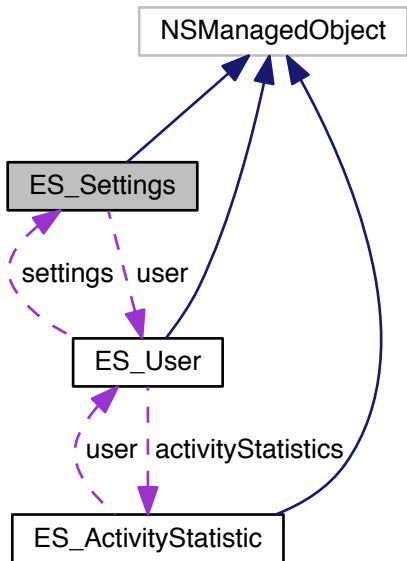 NSManagedObject
ES_Settings
settings
user
ES_User
user
activityStatistics
ES_ActivityStatistic